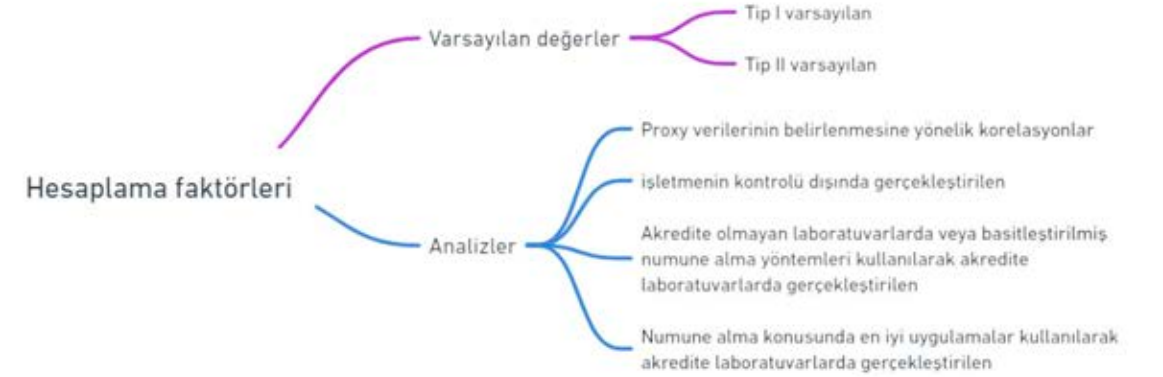 Hesaplama faktörleri
Varsayılan değerler
Tip I varsayılan
Tip II varsayılan
Analizler
Proxy verilerinin belirlenmesine yönelik korelasyonlar
işletmenin kontrolü dışında gerçekleştirilen
Akredite olmayan laboratuvarlarda veya basitleştirilmiş
numune alma yöntemleri kullanılarak akredite
laboratuvarlarda gerçekleştirilen
Numune alma konusunda en iyi uygulamalar kullanılarak
akredite laboratuvarlarda gerçekleştirilen